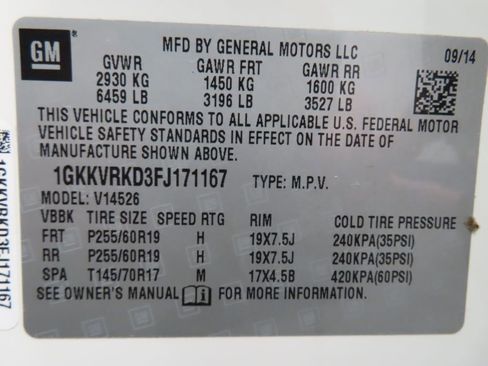 GM
MFD BY GENERAL MOTORS LLC 09/14
GVWR GAWR FRT GAWR RR
2930 KG 1450 KG 1600 KG
6459 LB 3196 LB 3527 LB
THIS VEHICLE CONFORMS TO ALL APPLICABLE U.S. FEDERAL MOTOR
VEHICLE SAFETY STANDARDS IN EFFECT ON THE DATE OF
MANUFACTURE SHOWN ABOVE.
1GKKVRKD3FJ171167 TYPE: M.P.V.
MODEL: V14526
VBBK TIRE SIZE SPEED RTG RIM COLD TIRE PRESSURE
FRT P255/60R19 H 19X7.5J 240KPA(35PSI)
RR P255/60R19 H 19X7.5J 240KPA(35PSI)
SPA T145/70R17 M 17X4.5B 420KPA(60PSI)
SEE OWNER'S MANUAL FOR MORE INFORMATION.
1GKKVRKD3FJ171167